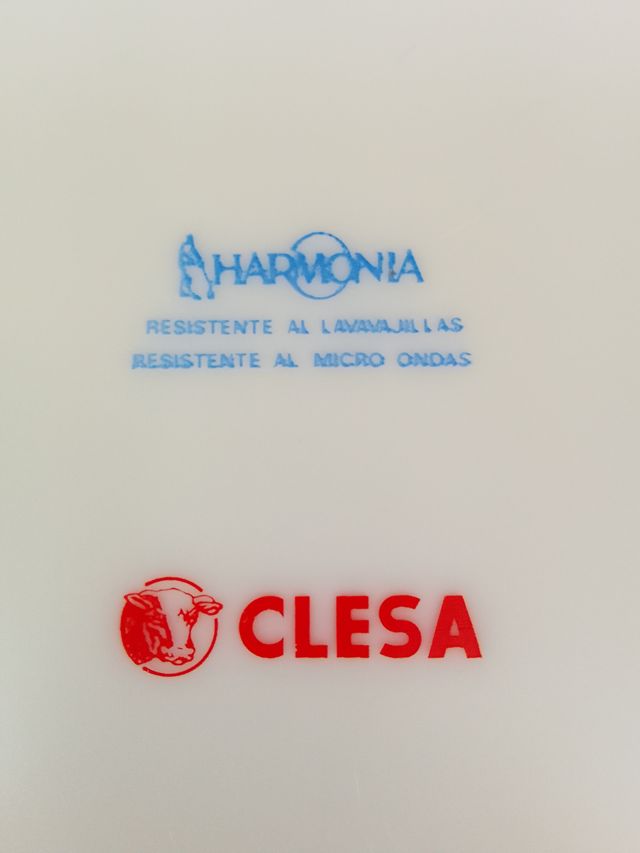 HARMONIA
RESISTENTE AL LAVAVAJILLAS
RESISTENTE AL MICRO ONDAS
CLESA